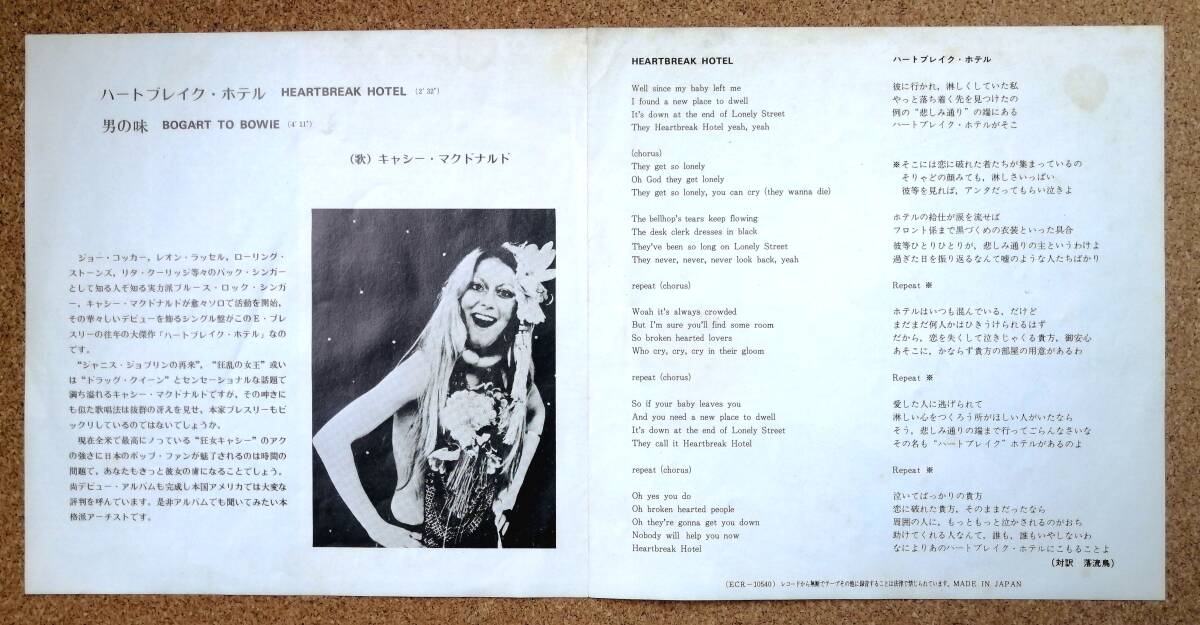 ハートブレイク・ホテル HEARTBREAK HOTEL (2′32″)
男の味 BOGART TO BOWIE (4′11″)
(歌) キャシー・マクドナルド
ジョー・コッカー，レオン・ラッセル，ローリング・
ストーンズ，リタ・クーリッジ等々のバック・シンガー
として知る人ぞ知る実力派ブルース・ロック・シンガ
ー，キャシー・マクドナルドが愈々ソロで活動を開始，
その華々しいデビューを飾るシングル盤がこのE・プレ
スリーの往年の大傑作「ハートブレイク・ホテル」なの
です。
“ジャニス・ジョプリンの再来”，“狂乱の女王”或い
は“ドラッグ・クイーン”とセンセーショナルな話題で
満ち溢れるキャシー・マクドナルドですが，その呻きに
も似た歌唱法は抜群の冴えを見せ，本家プレスリーもビ
ックリしているのではないでしょうか。
現在全米で最高にノっている“狂女キャシー”のアク
の強さに日本のポップ・ファンが魅了されるのは時間の
問題で，あなたもきっと彼女の虜になることでしょう。
尚デビュー・アルバムも完成し本国アメリカでは大変な
評判を呼んでいます。是非アルバムでも聞いてみたい本
格派アーチストです。
HEARTBREAK HOTEL
Well since my baby left me
I found a new place to dwell
It's down at the end of Lonely Street
They Heartbreak Hotel yeah, yeah
(chorus)
They get so lonely
Oh God they get lonely
They get so lonely, you can cry (they wanna die)
The bellhop's tears keep flowing
The desk clerk dresses in black
They've been so long on Lonely Street
They never, never, never look back, yeah
repeat (chorus)
Woah it's always crowded
But I'm sure you'll find some room
So broken hearted lovers
Who cry, cry, cry in their gloom
repeat (chorus)
So if your baby leaves you
And you need a new place to dwell
It's down at the end of Lonely Street
They call it Heartbreak Hotel
repeat (chorus)
Oh yes you do
Oh broken hearted people
Oh they're gonna get you down
Nobody will help you now
Heartbreak Hotel
ハートブレイク・ホテル
彼に行かれ，淋しくしていた私
やっと落ち着く先を見つけたの
例の“悲しみ通り”の端にある
ハートブレイク・ホテルがそこ
※そこには恋に破れた者たちが集まっているの
そりゃどの顔みても，淋しさいっぱい
彼等を見れば，アンタだってもらい泣きよ
ホテルの給仕が涙を流せば
フロント係まで黒づくめの衣装といった具合
彼等ひとりひとりが，悲しみ通りの主というわけよ
過ぎた日を振り返るなんて嘘のような人たちばかり
Repeat ※
ホテルはいつも混んでいる，だけど
まだまだ何人かはひきうけられるはず
だから，恋を失くして泣きじゃくる貴方，御安心
あそこに，かならず貴方の部屋の用意があるわ
Repeat ※
愛した人に逃げられて
淋しい心をつくろう所がほしい人がいたなら
そう，悲しみ通りの端まで行ってごらんなさいな
その名も“ハートブレイク”ホテルがあるのよ
Repeat ※
泣いてばっかりの貴方
恋に破れた貴方，そのままだったなら
周囲の人に，もっともっと泣かされるのがおち
助けてくれる人なんて，誰も，誰もいやしないわ
なによりあのハートブレイク・ホテルにこもることよ
(対訳 落流鳥)
(ECR-10540) レコードから無断でテープその他に録音することは法律で禁じられています。MADE IN JAPAN